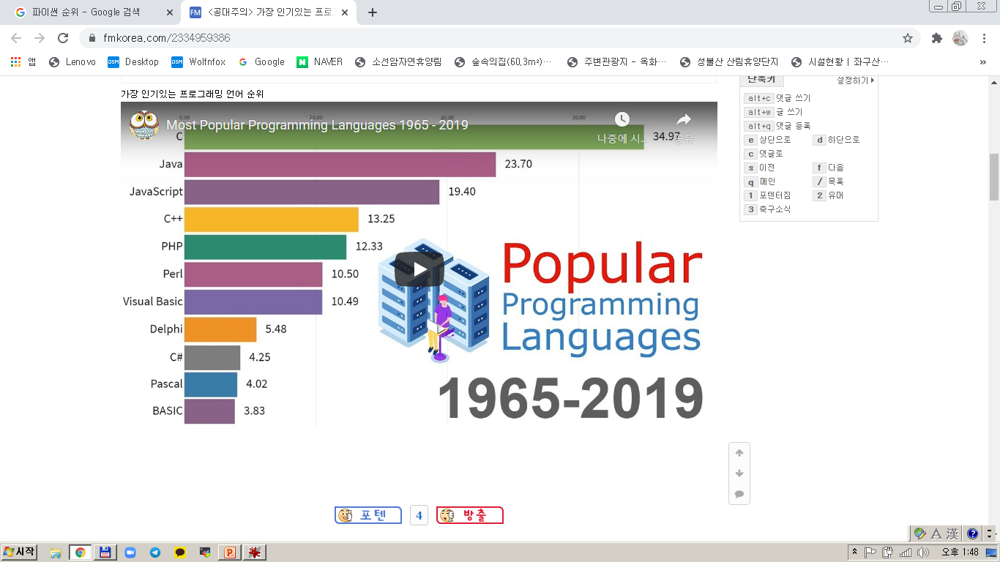 파이썬 순위 - Google 검색
<공대주의> 가장 인기있는 프로그
fmkorea.com/2334959386
앱 Lenovo Desktop Wolfnfox Google NAVER 소선암자연휴양림 숲속의집(60.3m²)… 주변관광지 - 옥화… 성불산 산림휴양단지 시설현황 | 좌구산… »
가장 인기있는 프로그래밍 언어 순위
Most Popular Programming Languages 1965 - 2019
나중에 시... 공유
0.00 10.00 20.00 30.00
C 34.97
Java 23.70
JavaScript 19.40
C++ 13.25
PHP 12.33
Perl 10.50
Visual Basic 10.49
Delphi 5.48
C# 4.25
Pascal 4.02
BASIC 3.83
Popular
Programming
Languages
1965-2019
단축키 설정하기
alt+c 댓글 쓰기
alt+w 글 쓰기
alt+q 댓글 등록
e 상단으로 d 하단으로
c 댓글로
s 이전 f 다음
q 메인 / 목록
1 포텐터짐 2 유머
3 축구소식
포텐 4 방출
A 漢 ?
시작
오후 1:48